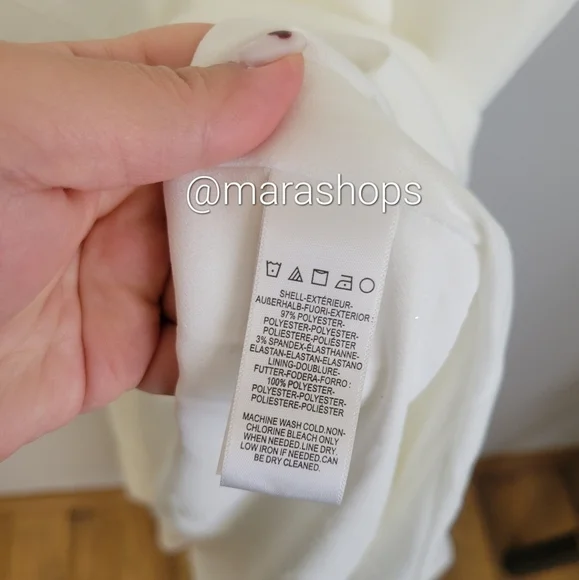 @marashops
SHELL-EXTÉRIEUR-
AUßERHALB-FUORI-EXTERIOR:
97% POLYESTER-
POLYESTER-POLYESTER-
POLIESTERE-POLIÉSTER
3% SPANDEX-ÉLASTHANNE-
ELASTAN-ELASTAN-ELASTANO
LINING-DOUBLURE-
FUTTER-FODERA-FORRO:
100% POLYESTER-
POLYESTER-POLYESTER-
POLIESTERE-POLIÉSTER
MACHINE WASH COLD.NON-
CHLORINE BLEACH ONLY
WHEN NEEDED.LINE DRY.
LOW IRON IF NEEDED.CAN
BE DRY CLEANED.